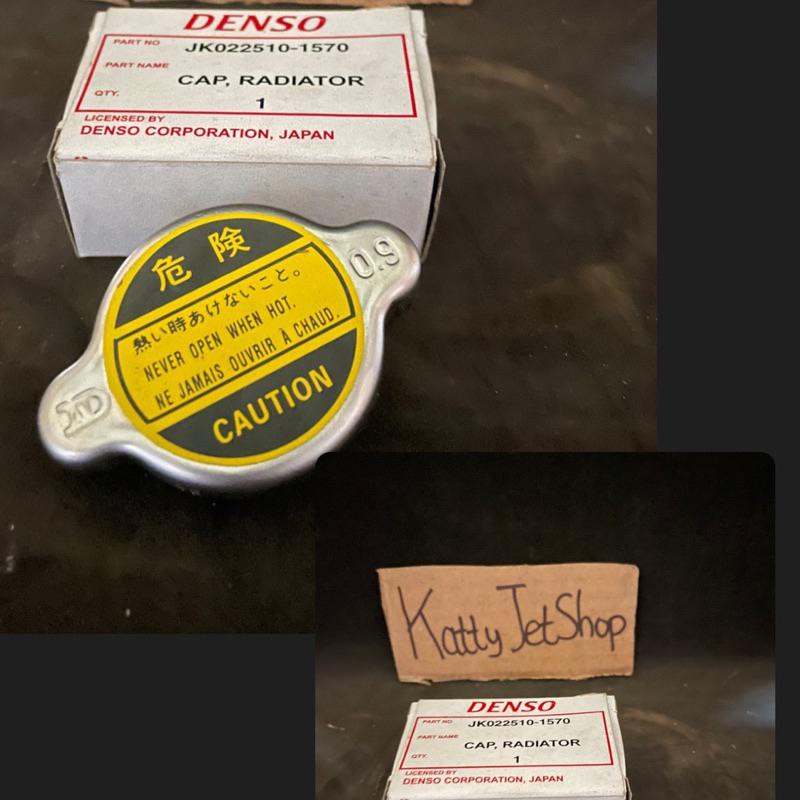 DENSO
PART NO JK022510-1570
PART NAME CAP, RADIATOR
QTY. 1
LICENSED BY
DENSO CORPORATION, JAPAN
危険
熱い時あけないこと。
NEVER OPEN WHEN HOT.
NE JAMAIS OUVRIR À CHAUD.
CAUTION
0.9
Katty JetShop
DENSO
PART NO JK022510-1570
PART NAME CAP, RADIATOR
QTY. 1
LICENSED BY
DENSO CORPORATION, JAPAN